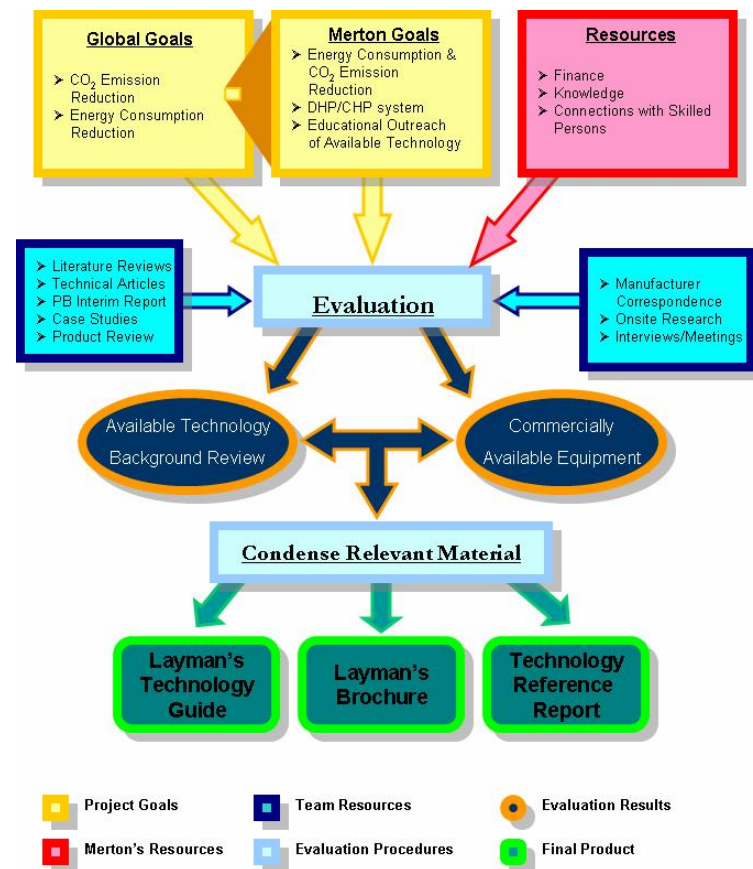 Global Goals
➢ CO₂ Emission
Reduction
➢ Energy Consumption
Reduction
Merton Goals
➢ Energy Consumption &
CO₂ Emission
Reduction
➢ DHP/CHP system
➢ Educational Outreach
of Available Technology
Resources
➢ Finance
➢ Knowledge
➢ Connections with Skilled
Persons
➢ Literature Reviews
➢ Technical Articles
➢ PB Interim Report
➢ Case Studies
➢ Product Review
Evaluation
➢ Manufacturer
Correspondence
➢ Onsite Research
➢ Interviews/Meetings
Available Technology
Background Review
Commercially
Available Equipment
Condense Relevant Material
Layman's
Technology
Guide
Layman's
Brochure
Technology
Reference
Report
Project Goals
Team Resources
Evaluation Results
Merton's Resources
Evaluation Procedures
Final Product